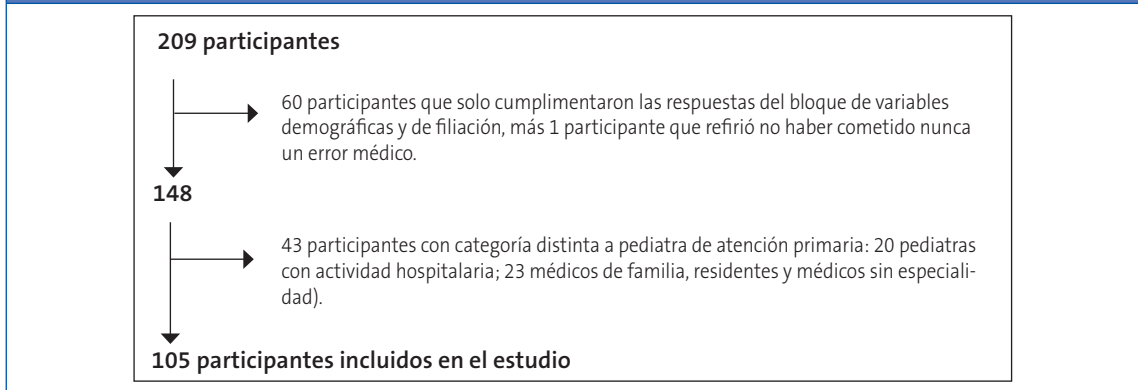 209 participantes
60 participantes que solo cumplimentaron las respuestas del bloque de variables
demográficas y de filiación, más 1 participante que refirió no haber cometido nunca
un error médico.
148
43 participantes con categoría distinta a pediatra de atención primaria: 20 pediatras
con actividad hospitalaria; 23 médicos de familia, residentes y médicos sin especiali-
dad).
105 participantes incluidos en el estudio